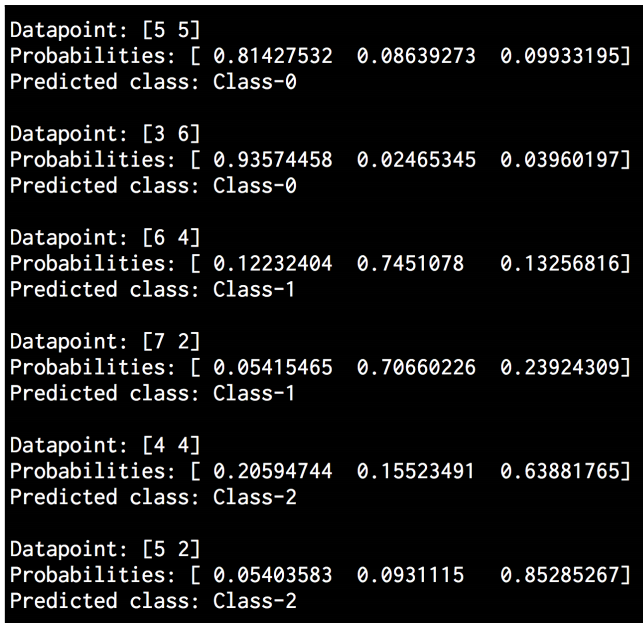 Datapoint: [5 5]
Probabilities: [ 0.81427532  0.08639273  0.09933195]
Predicted class: Class-0
Datapoint: [3 6]
Probabilities: [ 0.93574458  0.02465345  0.03960197]
Predicted class: Class-0
Datapoint: [6 4]
Probabilities: [ 0.12232404  0.7451078   0.13256816]
Predicted class: Class-1
Datapoint: [7 2]
Probabilities: [ 0.05415465  0.70660226  0.23924309]
Predicted class: Class-1
Datapoint: [4 4]
Probabilities: [ 0.20594744  0.15523491  0.63881765]
Predicted class: Class-2
Datapoint: [5 2]
Probabilities: [ 0.05403583  0.0931115   0.85285267]
Predicted class: Class-2